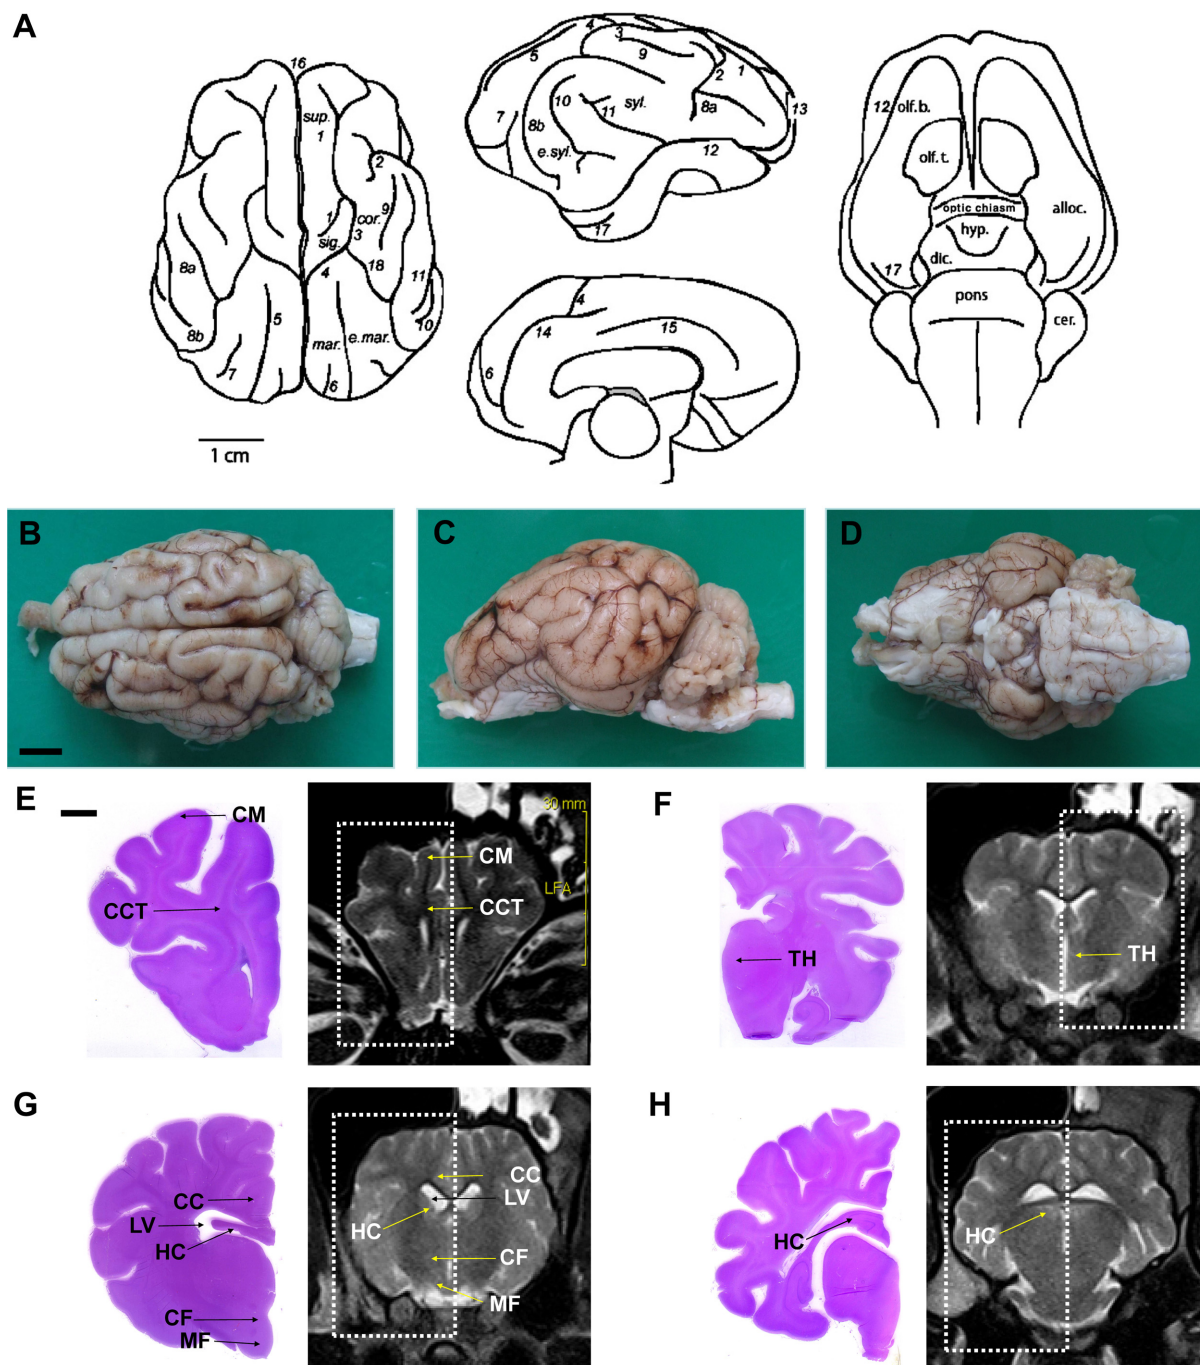 A
16
sup.
1
2
1
cor.
9
3
sig.
4
18
8a
11
5
8b
10
mar.
e.mar.
7
6
1 cm
4
3
5
9
2
1
10
syl.
8a
13
7
8b
11
e.syl.
12
17
4
14
15
6
12
olf.b.
olf.t.
optic chiasm
alloc.
hyp.
dic.
17
pons
cer.
B
C
D
E
CM
CCT
30 mm
CM
LFA
CCT
F
TH
TH
G
CC
LV
HC
CF
MF
CC
LV
HC
CF
MF
H
HC
HC